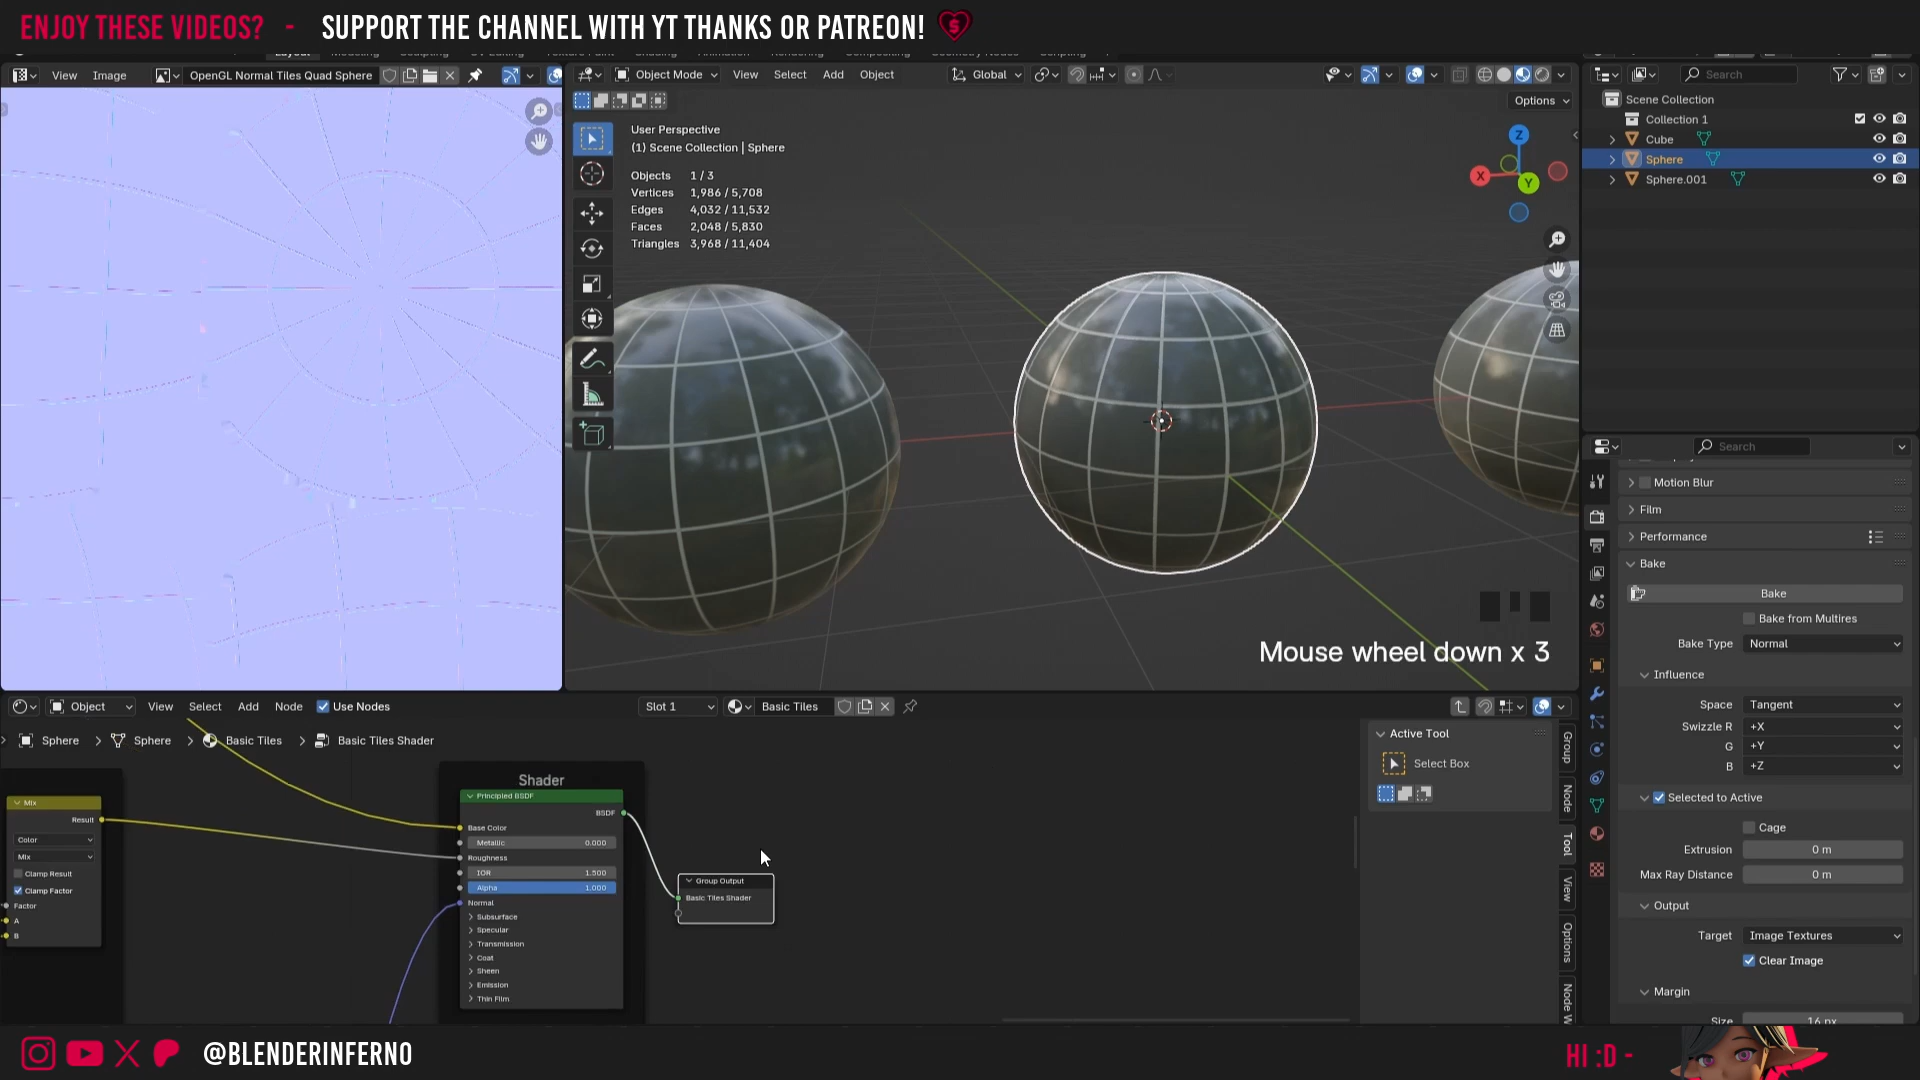 ENJOY THESE VIDEOS? - SUPPORT THE CHANNEL WITH YT THANKS OR PATREON!
View Image OpenGL Normal Tiles Quad Sphere
Object Mode View Select Add Object Global
Options
User Perspective
(1) Scene Collection | Sphere
Objects 1 / 3
Vertices 1,986 / 5,708
Edges 4,032 / 11,532
Faces 2,048 / 5,830
Triangles 3,968 / 11,404
Z
X
Y
Mouse wheel down x 3
Search
Scene Collection
Collection 1
Cube
Sphere
Sphere.001
Search
Motion Blur
Film
Performance
Bake
Bake
Bake from Multires
Bake Type Normal
Influence
Space Tangent
Swizzle R +X
G +Y
B +Z
Selected to Active
Cage
Extrusion 0 m
Max Ray Distance 0 m
Output
Target Image Textures
Clear Image
Margin
Size 16 px
Object View Select Add Node Use Nodes Slot 1 Basic Tiles
Sphere > Sphere > Basic Tiles > Basic Tiles Shader
Mix
Result
Color
Mix
Clamp Result
Clamp Factor
Factor
A
B
Shader
Principled BSDF
BSDF
Base Color
Metallic 0.000
Roughness
IOR 1.500
Alpha 1.000
Normal
Subsurface
Specular
Transmission
Coat
Sheen
Emission
Thin Film
Group Output
Basic Tiles Shader
Active Tool
Select Box
Group
Node
Tool
View
Options
Node W
@BLENDERINFERNO
HI :D -